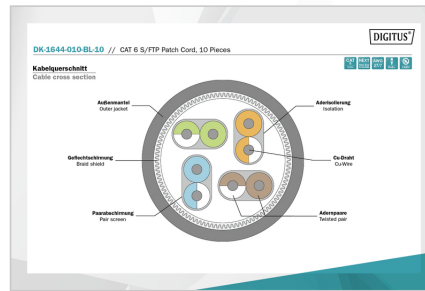 DIGITUS®
DK-1644-010-BL-10 // CAT 6 S/FTP Patch Cord, 10 Pieces
Kabelquerschnitt
Cable cross section
Außenmantel
Outer jacket
Aderisolierung
Isolation
Geflechtschirmung
Braid shield
Cu-Draht
Cu-Wire
Paarabschirmung
Pair screen
Adernpaare
Twisted pair